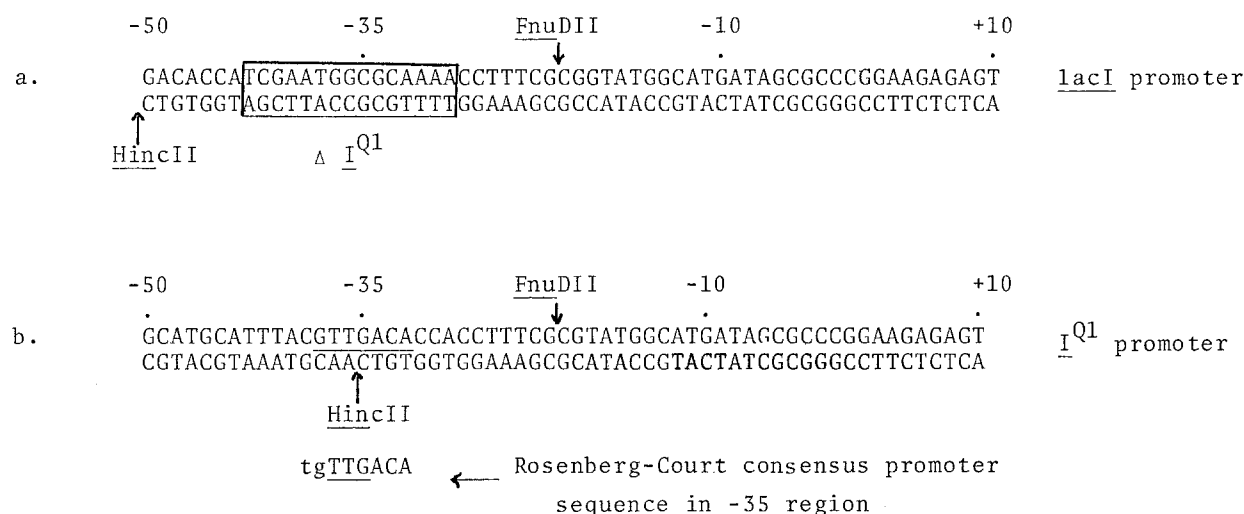 -50 -35 FnuDII -10 +10
a. GACACCATCGAATGGCGCAAAACCTTTCGCGGTATGGCATGATAGCGCCCGGAAGAGAGT lacI promoter
CTGTGGTAGCTTACCGCGTTTTGGAAAGCGCCATACCGTACTATCGCGGGCCTTCTCTCA
HincII Δ I^Q1
-50 -35 FnuDII -10 +10
b. GCATGCATTTACGTTGACACCACCTTTCGCGTATGGCATGATAGCGCCCGGAAGAGAGT I^Q1 promoter
CGTACGTAAATGCAACTGTGGTGGAAAGCGCATACCGTACTATCGCGGGCCTTCTCTCA
HincII
tgTTGACA ← Rosenberg-Court consensus promoter
sequence in -35 region